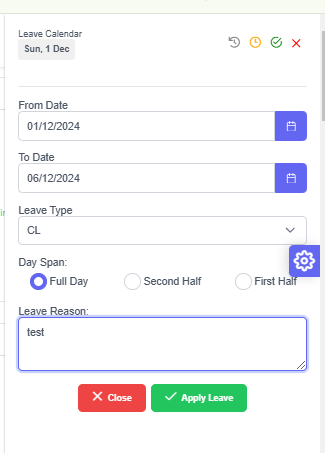 Leave Calendar
Sun, 1 Dec
From Date
01/12/2024
To Date
06/12/2024
Leave Type
CL
Day Span:
Full Day Second Half First Half
Leave Reason:
test
Close Apply Leave